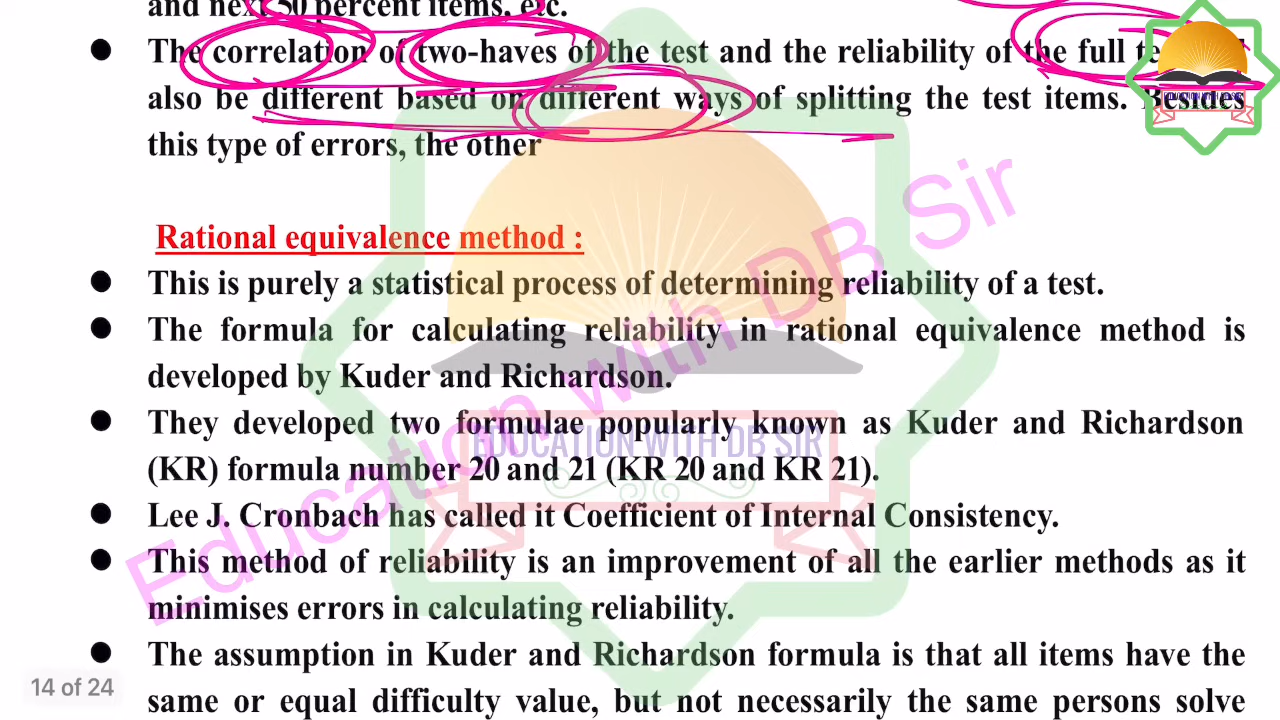 and next 50 percent items, etc.
● The correlation of two-haves of the test and the reliability of the full
also be different based on different ways of splitting the test items. Besides
this type of errors, the other
Rational equivalence method :
● This is purely a statistical process of determining reliability of a test.
● The formula for calculating reliability in rational equivalence method is
developed by Kuder and Richardson.
● They developed two formulae popularly known as Kuder and Richardson
(KR) formula number 20 and 21 (KR 20 and KR 21).
● Lee J. Cronbach has called it Coefficient of Internal Consistency.
● This method of reliability is an improvement of all the earlier methods as it
minimises errors in calculating reliability.
● The assumption in Kuder and Richardson formula is that all items have the
same or equal difficulty value, but not necessarily the same persons solve
14 of 24
Education with DB Sir
EDUCATION WITH DB SIR
EDUCATION WITH DB SIR